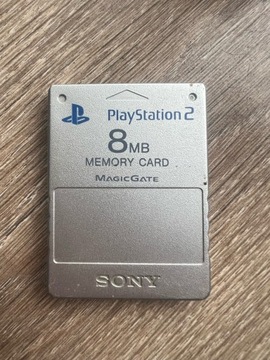 PlayStation 2
8MB
MEMORY CARD
MAGICGATE
SONY